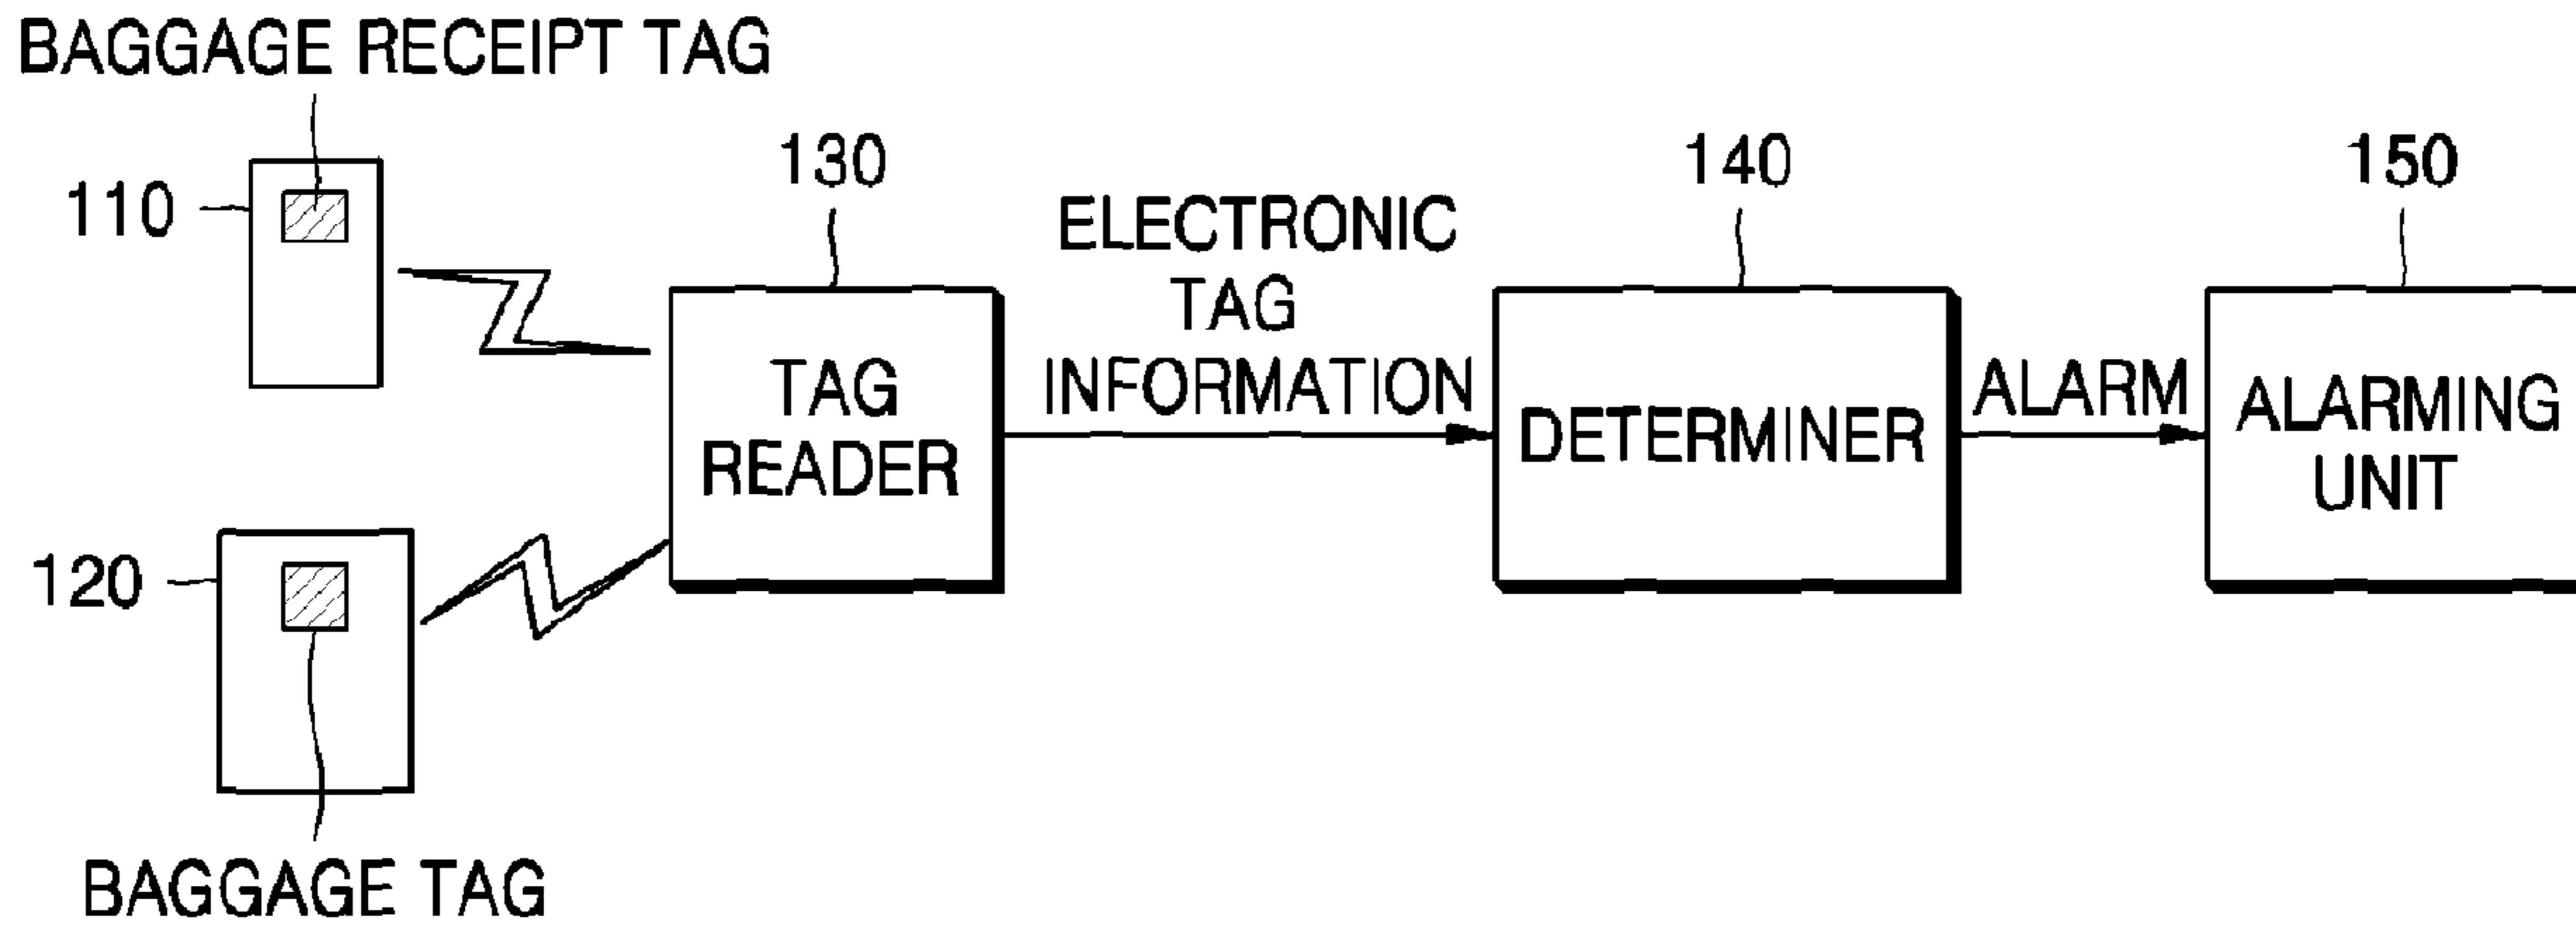 BAGGAGE RECEIPT TAG
110
130
ELECTRONIC
TAG
INFORMATION
140
150
TAG
READER
DETERMINER
ALARM
ALARMING
UNIT
120
BAGGAGE TAG